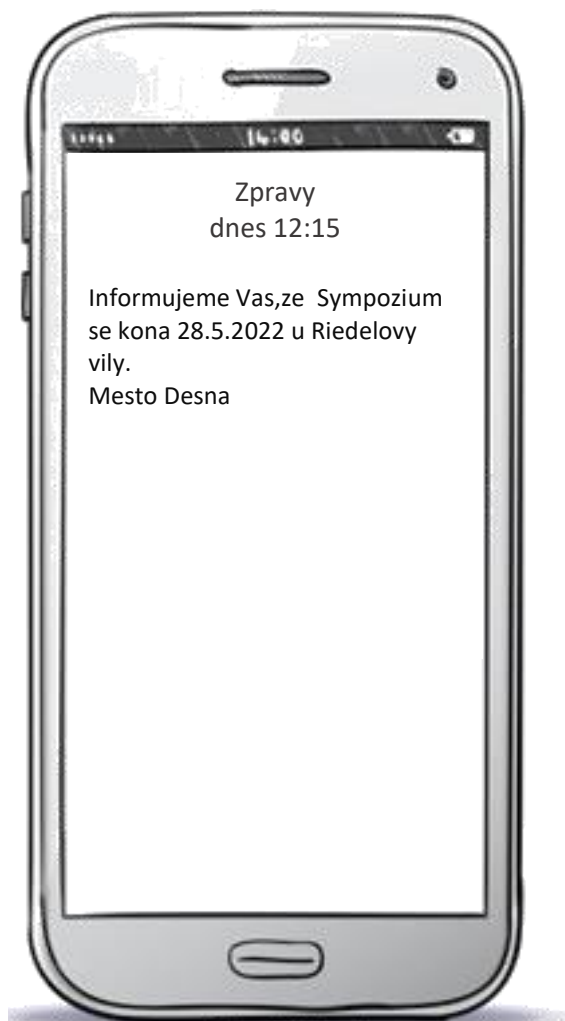 14:00
Zpravy
dnes 12:15
Informujeme Vas,ze  Sympozium
se kona 28.5.2022 u Riedelovy
vily.
Mesto Desna